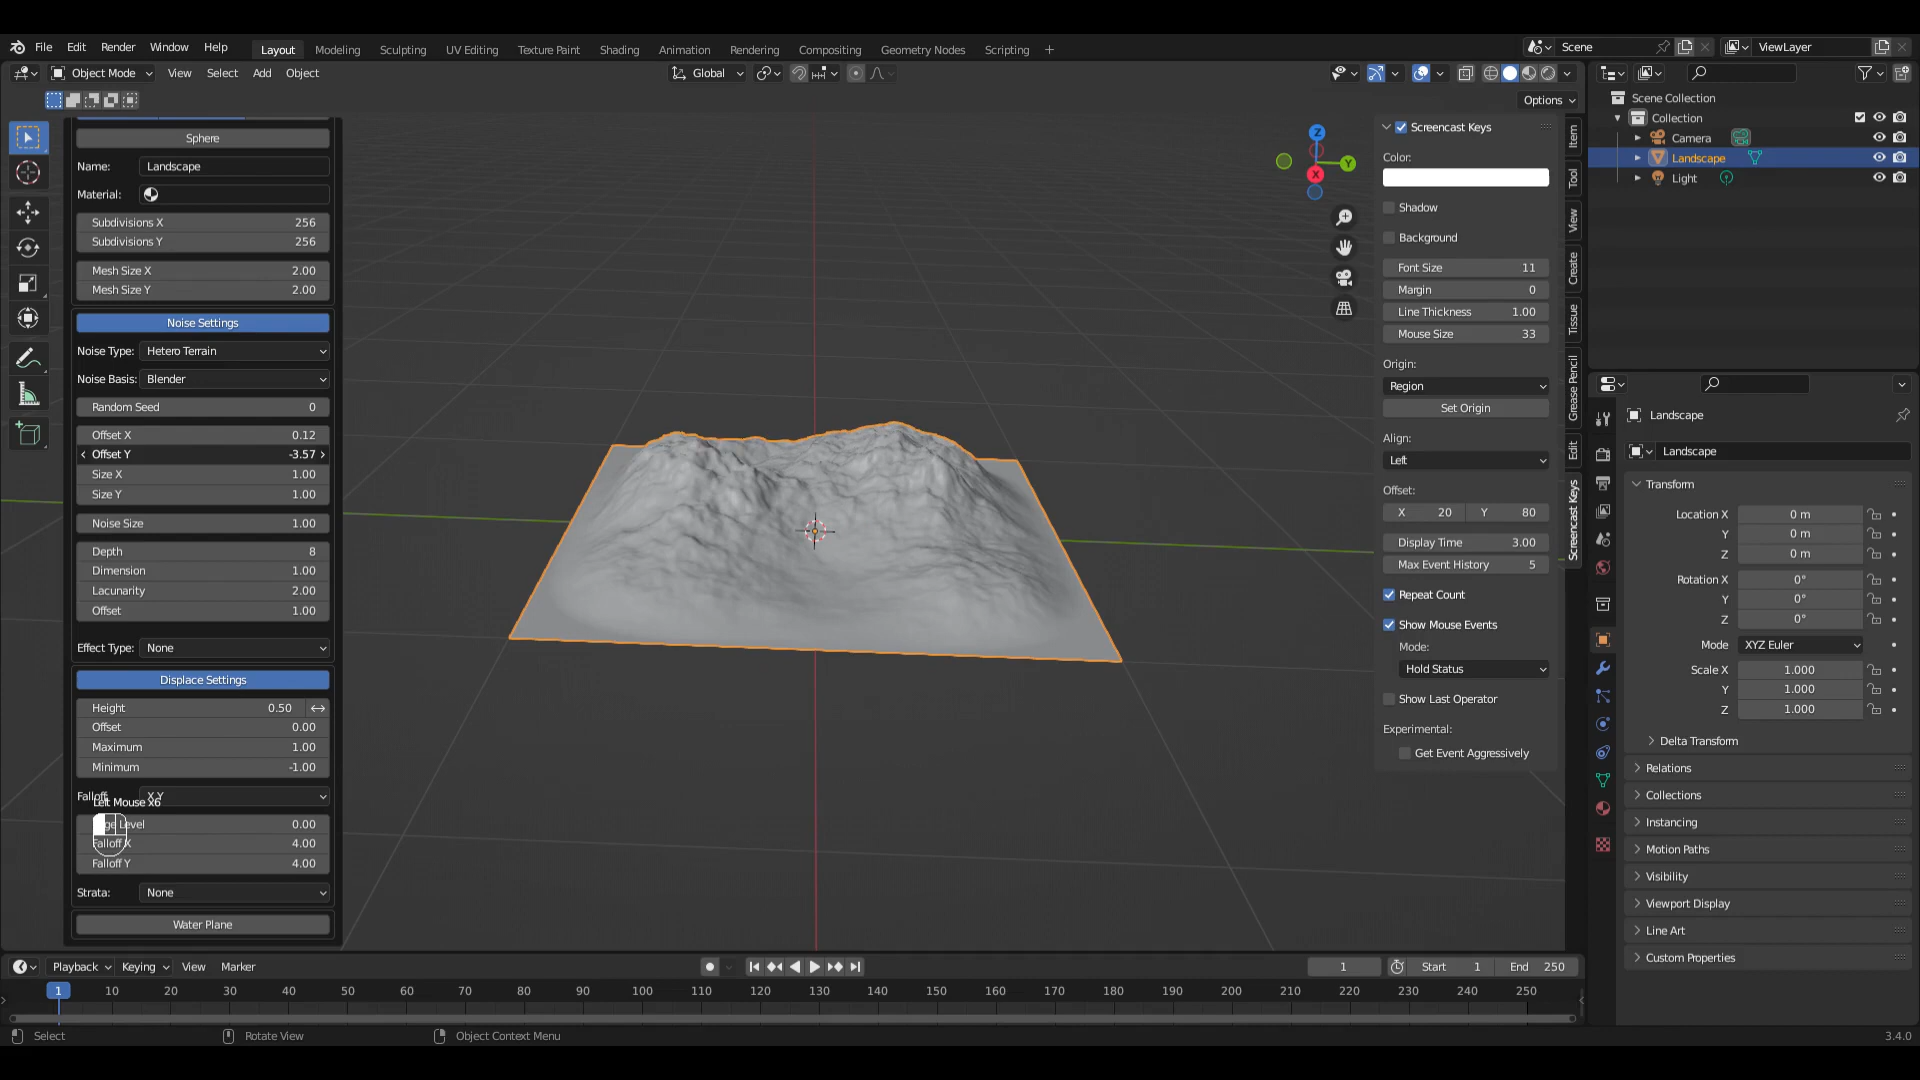 File Edit Render Window Help Layout Modeling Sculpting UV Editing Texture Paint Shading Animation Rendering Compositing Geometry Nodes Scripting +
Scene
ViewLayer
Object Mode View Select Add Object
Global
Options
Sphere
Name: Landscape
Material:
Subdivisions X 256
Subdivisions Y 256
Mesh Size X 2.00
Mesh Size Y 2.00
Noise Settings
Noise Type: Hetero Terrain
Noise Basis: Blender
Random Seed 0
Offset X 0.12
Offset Y -3.57
Size X 1.00
Size Y 1.00
Noise Size 1.00
Depth 8
Dimension 1.00
Lacunarity 2.00
Offset 1.00
Effect Type: None
Displace Settings
Height 0.50
Offset 0.00
Maximum 1.00
Minimum -1.00
X Y
Left Mouse x6
Level 0.00
Falloff X 4.00
Falloff Y 4.00
Strata: None
Water Plane
Z
Y
X
Screencast Keys
Color:
Shadow
Background
Font Size 11
Margin 0
Line Thickness 1.00
Mouse Size 33
Origin:
Region
Set Origin
Align:
Left
Offset:
X 20 Y 80
Display Time 3.00
Max Event History 5
Repeat Count
Show Mouse Events
Mode:
Hold Status
Show Last Operator
Experimental:
Get Event Aggressively
Item
Tool
View
Create
Tissue
Grease Pencil
Edit
Screencast Keys
Scene Collection
Collection
Camera
Landscape
Light
Landscape
Landscape
Transform
Location X 0 m
Y 0 m
Z 0 m
Rotation X 0°
Y 0°
Z 0°
Mode XYZ Euler
Scale X 1.000
Y 1.000
Z 1.000
Delta Transform
Relations
Collections
Instancing
Motion Paths
Visibility
Viewport Display
Line Art
Custom Properties
Playback Keying View Marker
1 Start 1 End 250
1 10 20 30 40 50 60 70 80 90 100 110 120 130 140 150 160 170 180 190 200 210 220 230 240 250
Select Rotate View Object Context Menu 3.4.0